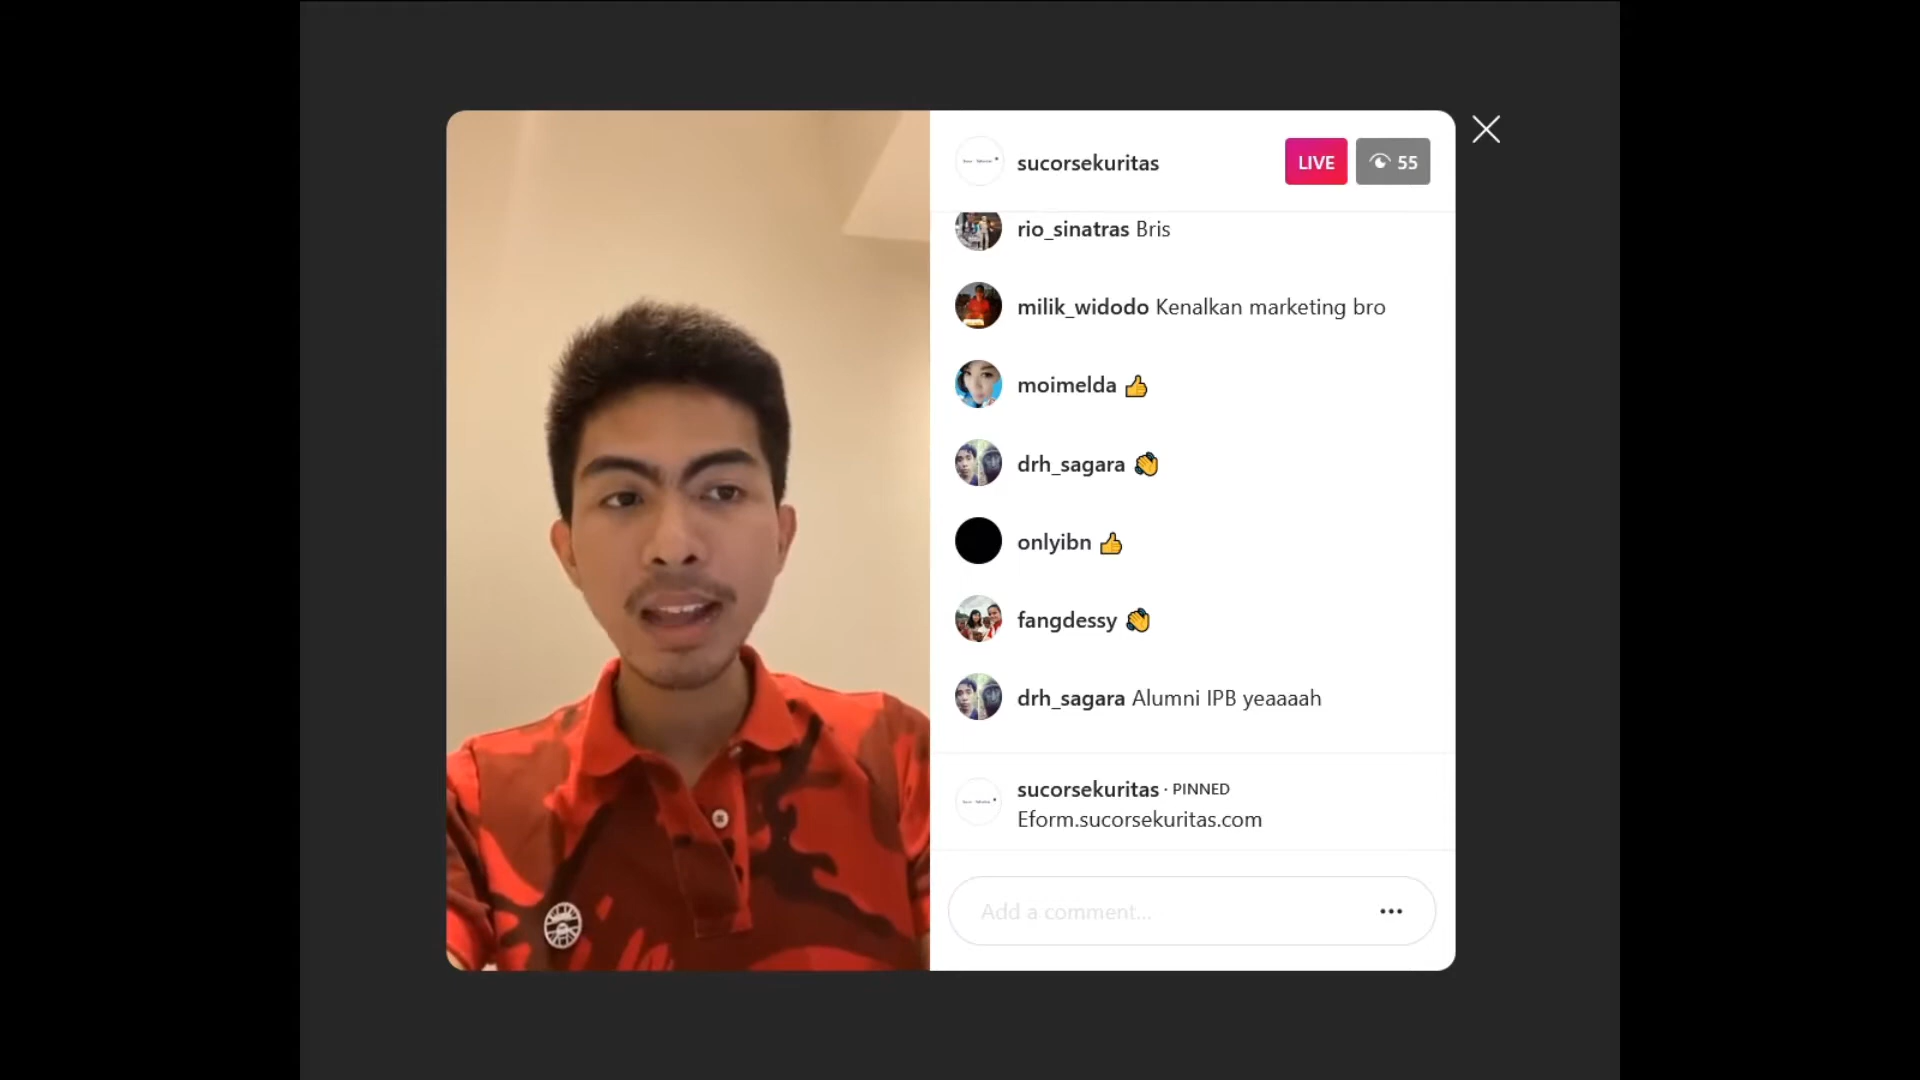 sucorsekuritas
LIVE
55
rio_sinatras Bris
milik_widodo Kenalkan marketing bro
moimelda 👍
drh_sagara 👏
onlyibn 👍
fangdessy 👏
drh_sagara Alumni IPB yeaaaah
sucorsekuritas · PINNED
Eform.sucorsekuritas.com
Add a comment...